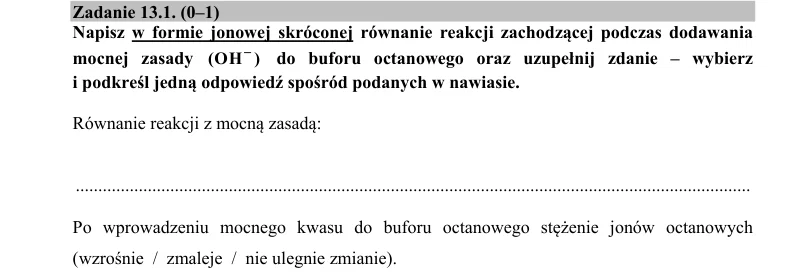 Zadanie 13.1. (0–1)
Napisz w formie jonowej skróconej równanie reakcji zachodzącej podczas dodawania
mocnej zasady (OH⁻) do buforu octanowego oraz uzupełnij zdanie – wybierz
i podkreśl jedną odpowiedź spośród podanych w nawiasie.
Równanie reakcji z mocną zasadą:
....................................................................................................................................................
Po wprowadzeniu mocnego kwasu do buforu octanowego stężenie jonów octanowych
(wzrośnie / zmaleje / nie ulegnie zmianie).